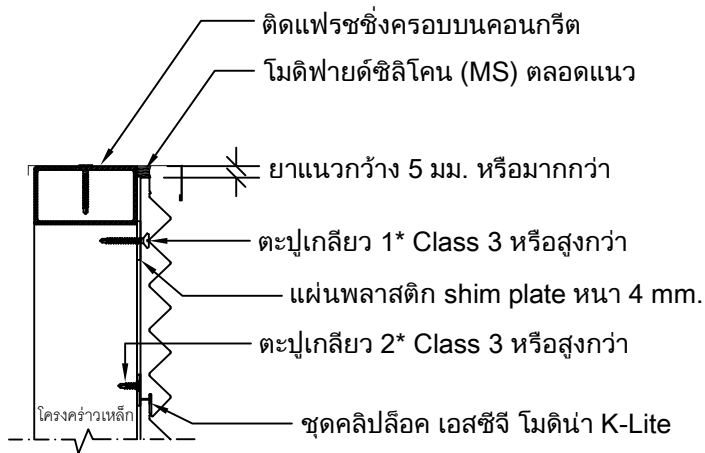 ติดแฟรชชิ่งครอบบนคอนกรีต
โมดิฟายด์ซิลิโคน (MS) ตลอดแนว
ยาแนวกว้าง 5 มม. หรือมากกว่า
ตะปูเกลียว 1* Class 3 หรือสูงกว่า
แผ่นพลาสติก shim plate หนา 4 mm.
ตะปูเกลียว 2* Class 3 หรือสูงกว่า
โครงคร่าวเหล็ก
ชุดคลิปล็อค เอสซีจี โมดิน่า K-Lite